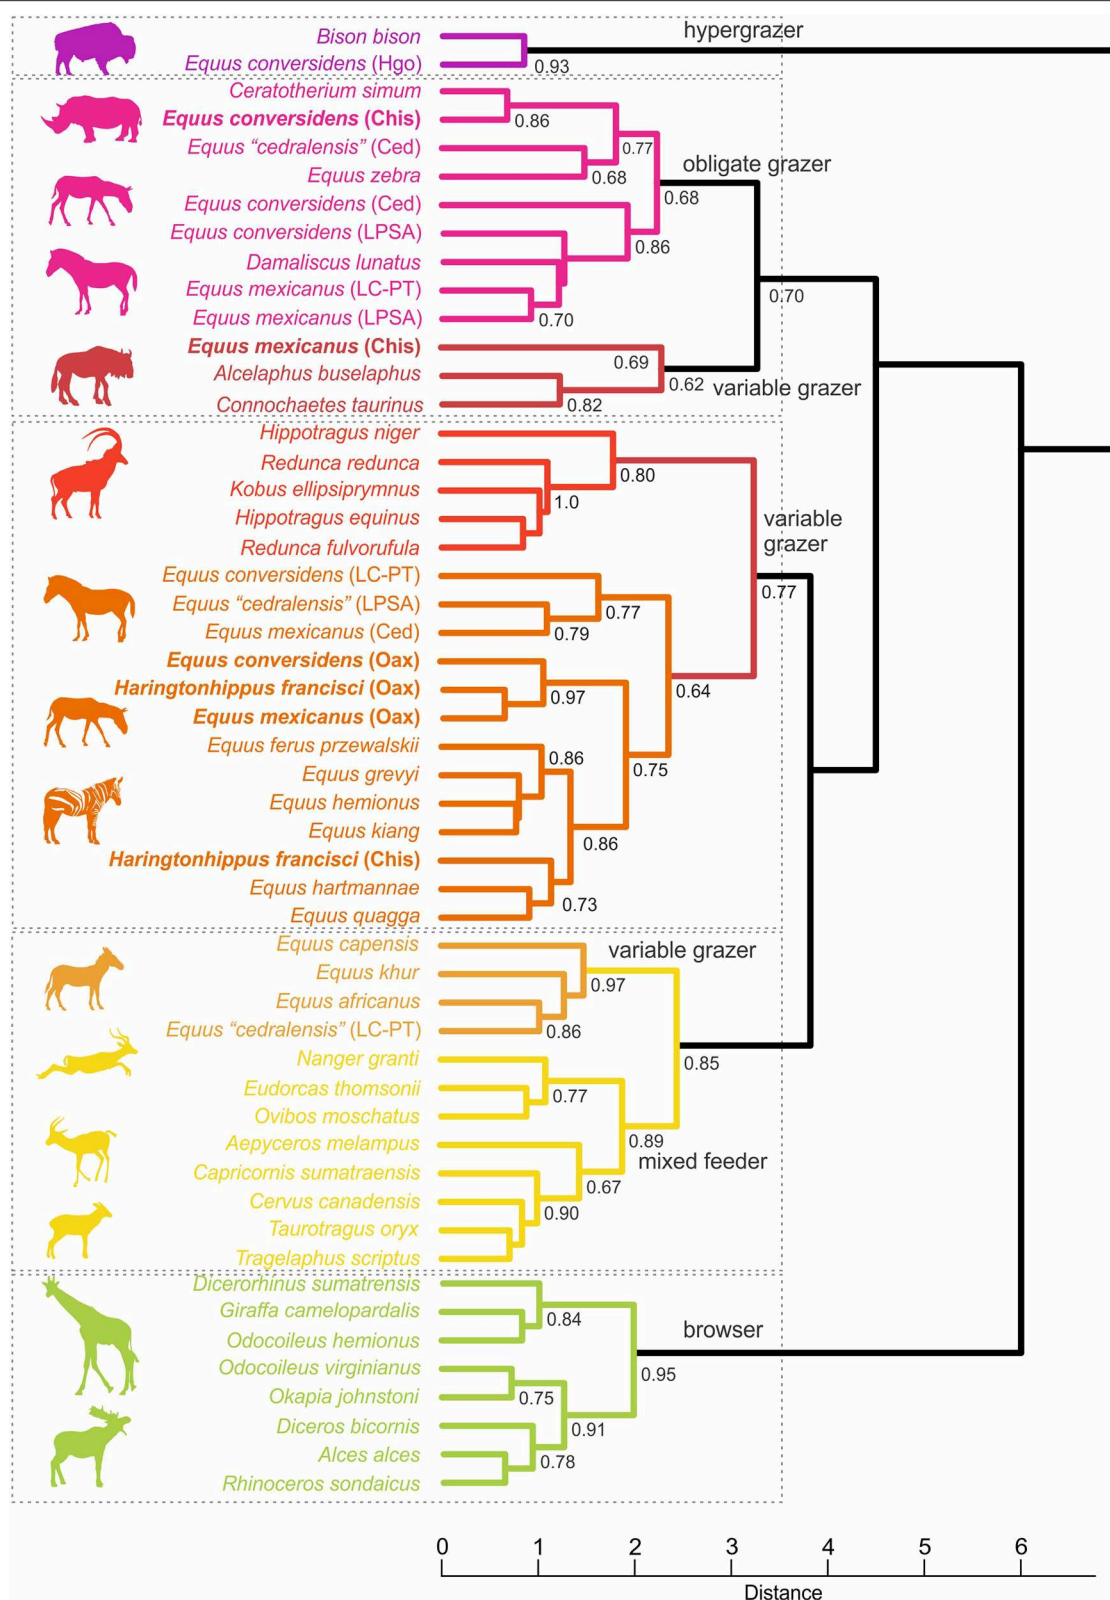 hypergrazer
Bison bison
Equus conversidens (Hgo)
0.93
Ceratotherium simum
Equus conversidens (Chis)
0.86
Equus “cedralensis” (Ced)
0.77
obligate grazer
Equus zebra
0.68
0.68
Equus conversidens (Ced)
Equus conversidens (LPSA)
0.86
Damaliscus lunatus
Equus mexicanus (LC-PT)
0.70
Equus mexicanus (LPSA)
0.70
Equus mexicanus (Chis)
0.69
Alcelaphus buselaphus
0.62
variable grazer
Connochaetes taurinus
0.82
Hippotragus niger
Redunca redunca
0.80
Kobus ellipsiprymnus
1.0
Hippotragus equinus
variable
grazer
Redunca fulvorufula
Equus conversidens (LC-PT)
0.77
Equus “cedralensis” (LPSA)
0.77
Equus mexicanus (Ced)
0.79
Equus conversidens (Oax)
Haringtonhippus francisci (Oax)
0.97
0.64
Equus mexicanus (Oax)
Equus ferus przewalskii
0.86
Equus grevyi
0.75
Equus hemionus
Equus kiang
0.86
Haringtonhippus francisci (Chis)
Equus hartmannae
0.73
Equus quagga
Equus capensis
variable grazer
Equus khur
0.97
Equus africanus
Equus “cedralensis” (LC-PT)
0.86
Nanger granti
0.85
Eudorcas thomsonii
0.77
Ovibos moschatus
Aepyceros melampus
0.89
mixed feeder
Capricornis sumatraensis
0.67
Cervus canadensis
0.90
Taurotragus oryx
Tragelaphus scriptus
Dicerorhinus sumatrensis
Giraffa camelopardalis
0.84
browser
Odocoileus hemionus
Odocoileus virginianus
0.95
Okapia johnstoni
0.75
Diceros bicornis
0.91
Alces alces
0.78
Rhinoceros sondaicus
0 1 2 3 4 5 6
Distance